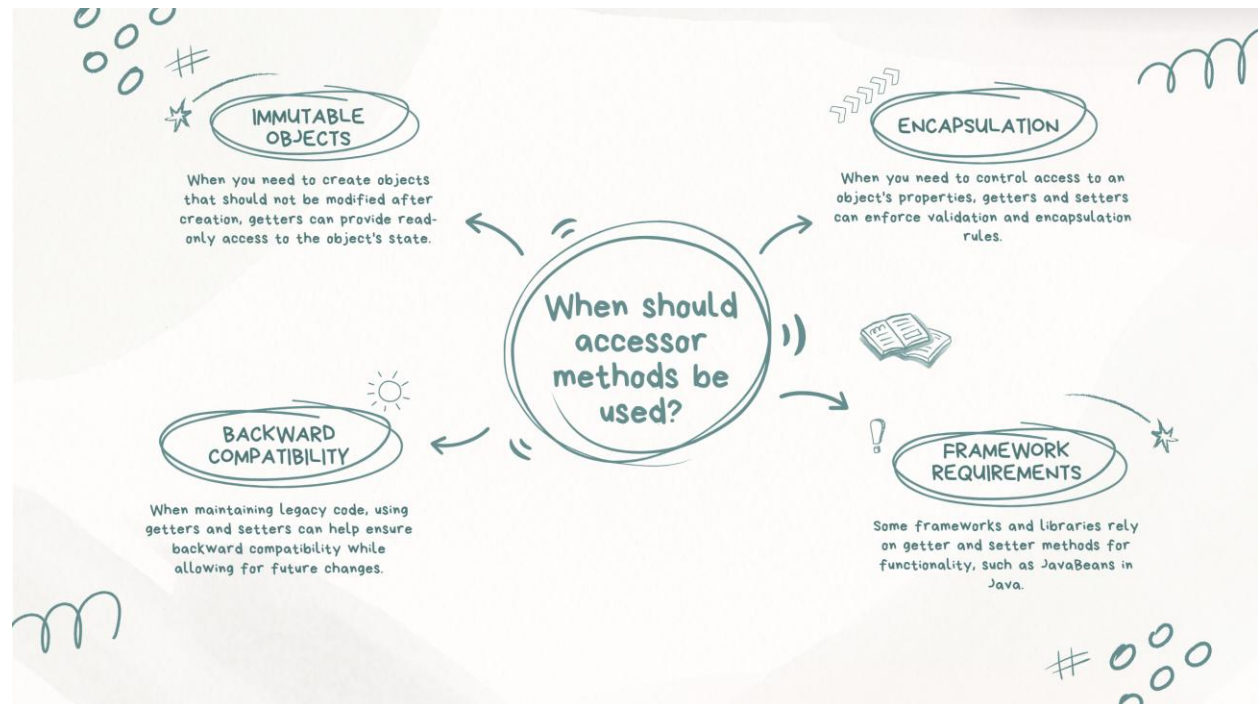 IMMUTABLE
OBJECTS
When you need to create objects
that should not be modified after
creation, getters can provide read-
only access to the object's state.
ENCAPSULATION
When you need to control access to an
object's properties, getters and setters
can enforce validation and encapsulation
rules.
When should
accessor
methods be
used?
BACKWARD
COMPATIBILITY
When maintaining legacy code, using
getters and setters can help ensure
backward compatibility while
allowing for future changes.
FRAMEWORK
REQUIREMENTS
Some frameworks and libraries rely
on getter and setter methods for
functionality, such as JavaBeans in
Java.